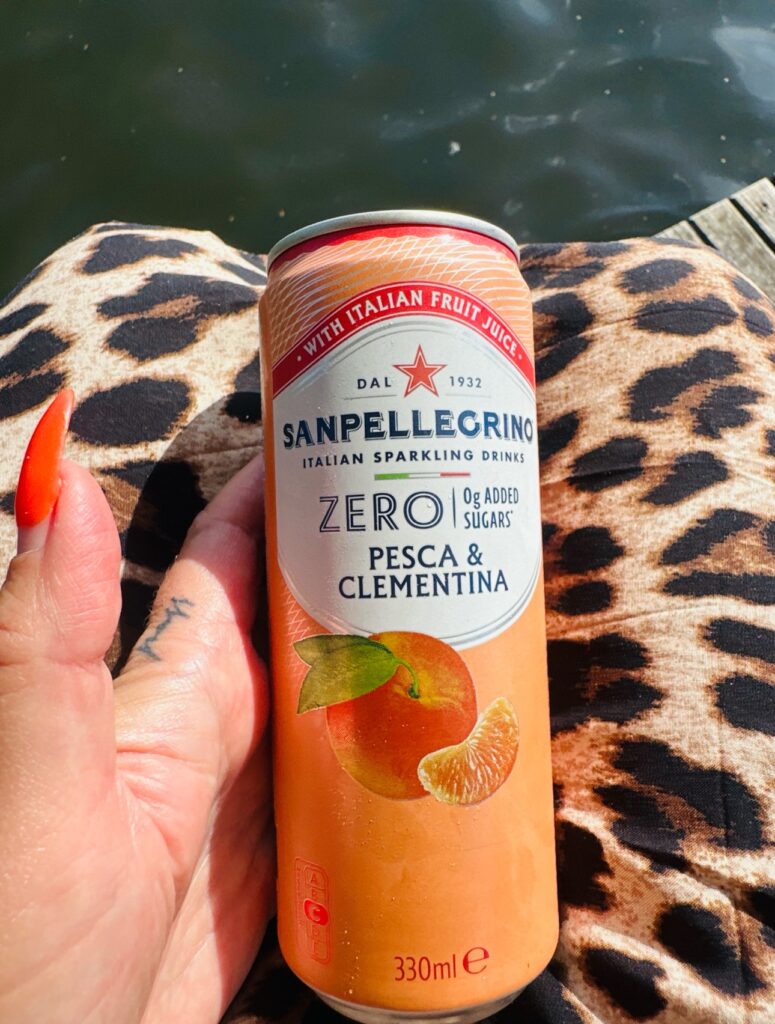 • WITH ITALIAN FRUIT JUICE •
DAL 1932
SANPELLEGRINO
ITALIAN SPARKLING DRINKS
ZERO
0g ADDED
SUGARS*
PESCA &
CLEMENTINA
C
330ml e